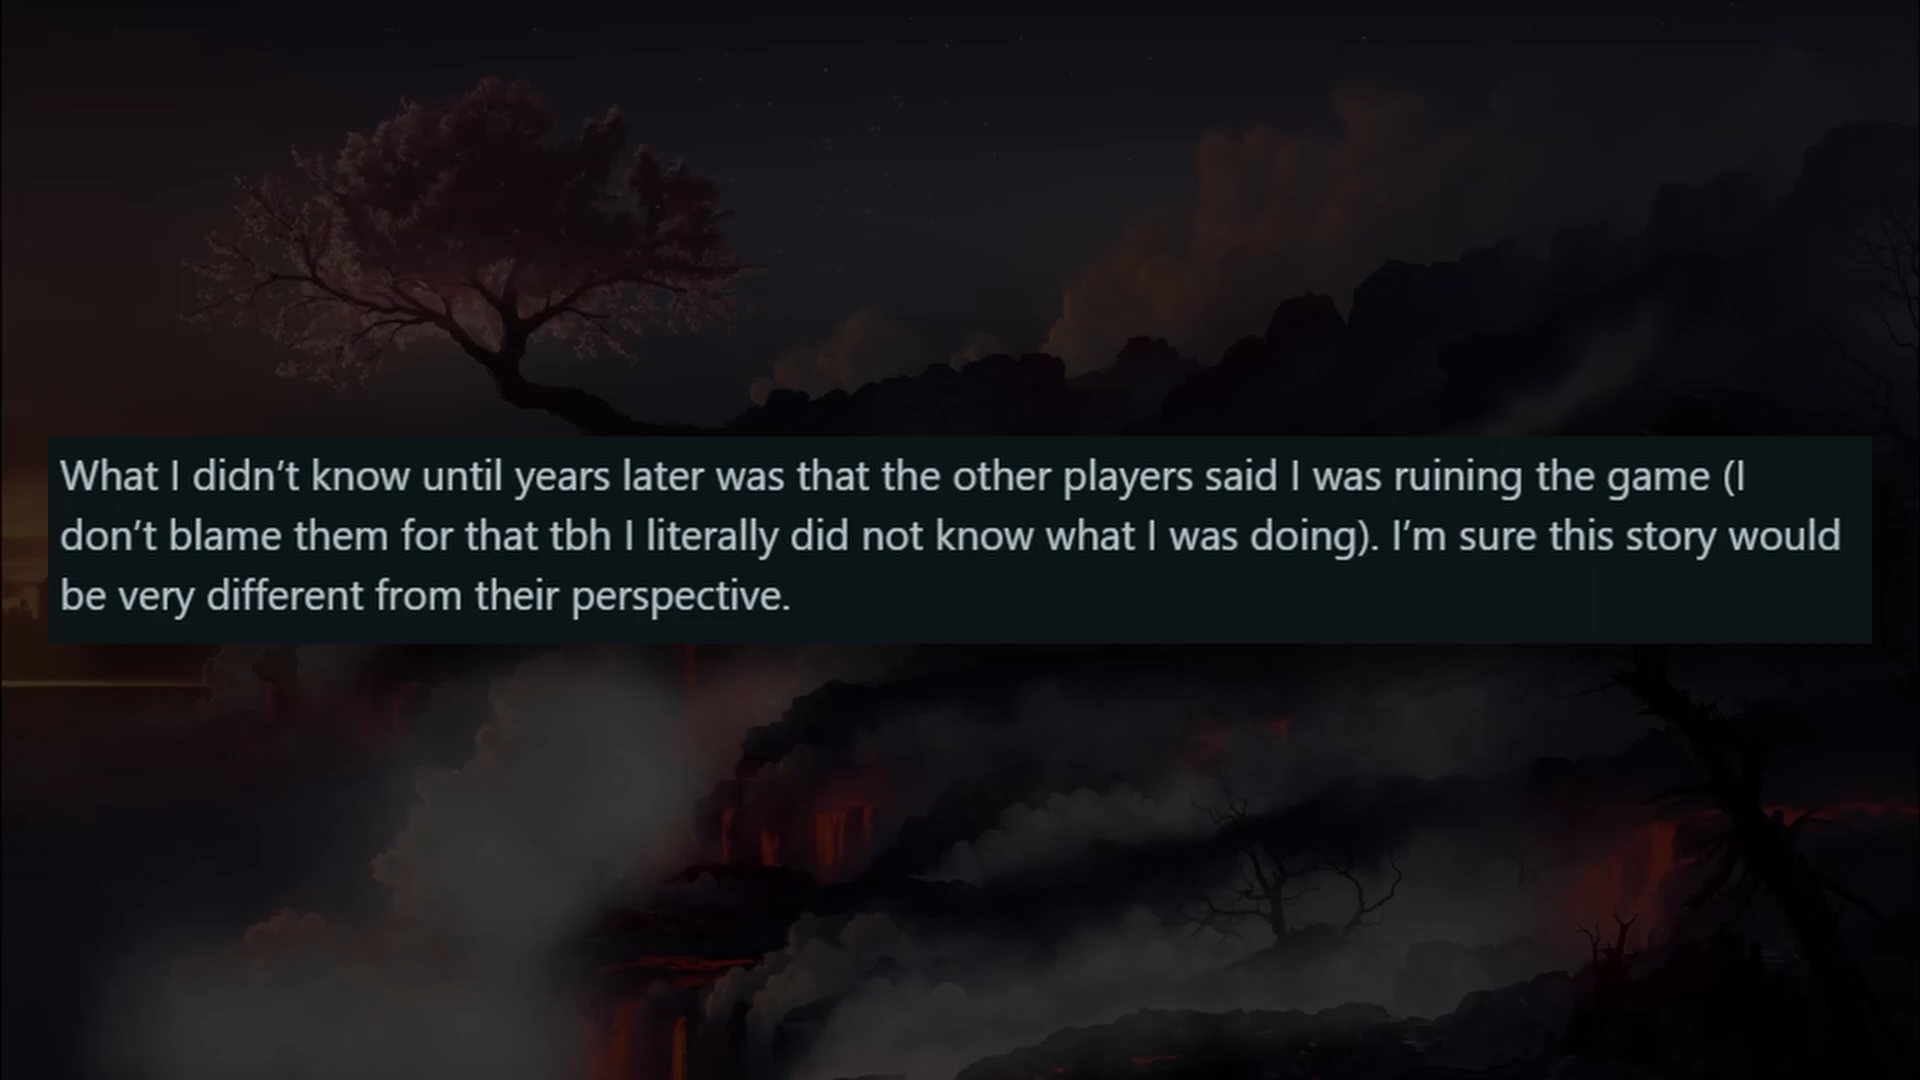 What I didn’t know until years later was that the other players said I was ruining the game (I
don’t blame them for that tbh I literally did not know what I was doing). I’m sure this story would
be very different from their perspective.